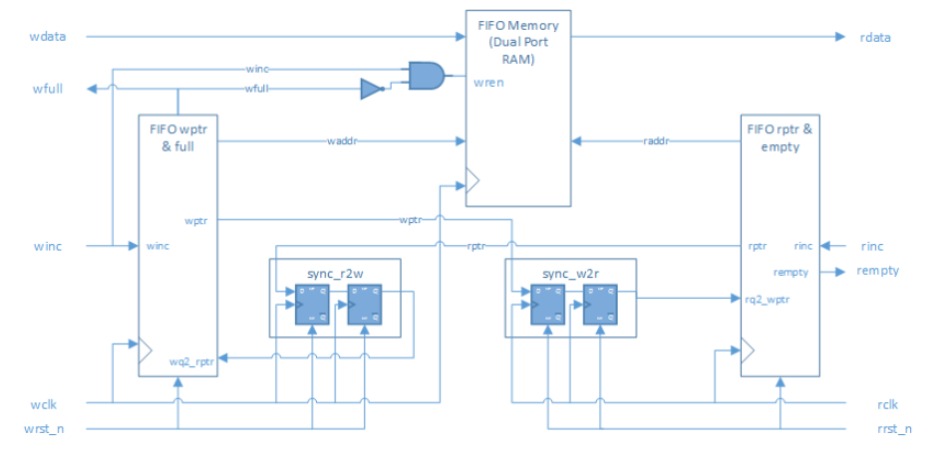 wdata
FIFO Memory
(Dual Port
RAM)
rdata
winc
wren
wfull
wfull
FIFO wptr
& full
FIFO rptr &
empty
waddr
raddr
wptr
wptr
winc
winc
rptr
rptr
rinc
rinc
sync_r2w
sync_w2r
rempty
rempty
rq2_wptr
wq2_rptr
wclk
rclk
wrst_n
rrst_n